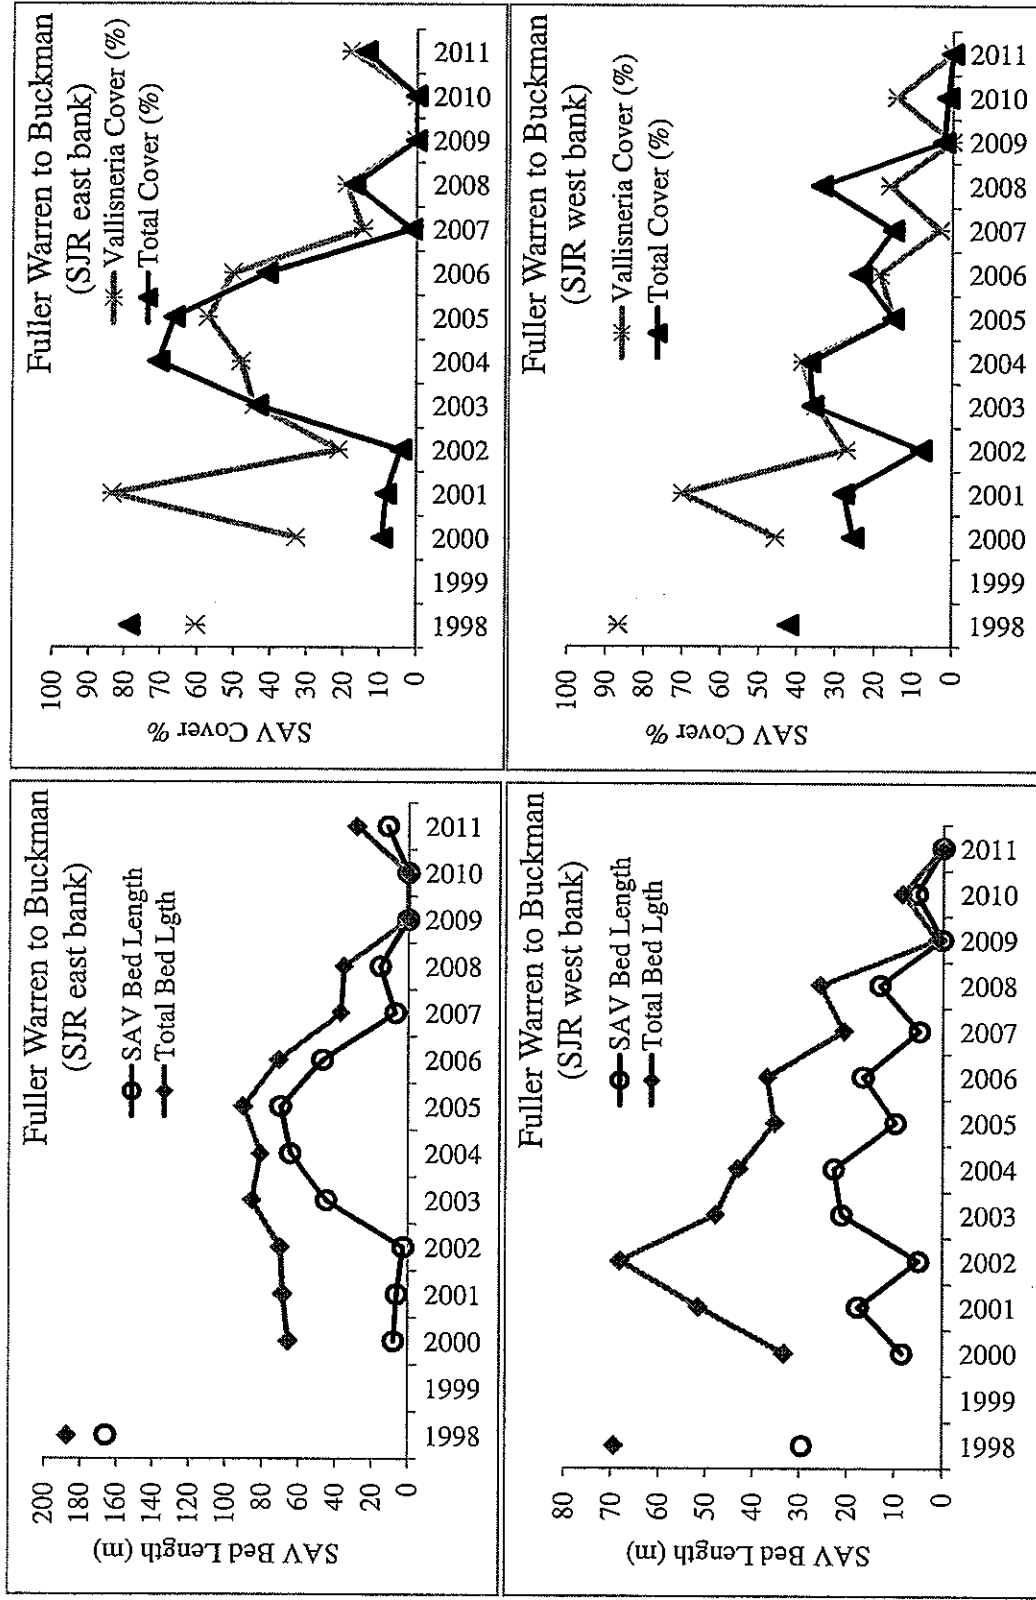 Fuller Warren to Buckman
(SJR east bank)
SAV Bed Length
Total Bed Lgth
SAV Bed Length (m)
200
180
160
140
120
100
80
60
40
20
0
1998 1999 2000 2001 2002 2003 2004 2005 2006 2007 2008 2009 2010 2011
Fuller Warren to Buckman
(SJR east bank)
Vallisneria Cover (%)
Total Cover (%)
SAV Cover %
100
90
80
70
60
50
40
30
20
10
0
1998 1999 2000 2001 2002 2003 2004 2005 2006 2007 2008 2009 2010 2011
Fuller Warren to Buckman
(SJR west bank)
SAV Bed Length
Total Bed Lgth
SAV Bed Length (m)
80
70
60
50
40
30
20
10
0
1998 1999 2000 2001 2002 2003 2004 2005 2006 2007 2008 2009 2010 2011
Fuller Warren to Buckman
(SJR west bank)
Vallisneria Cover (%)
Total Cover (%)
SAV Cover %
100
90
80
70
60
50
40
30
20
10
0
1998 1999 2000 2001 2002 2003 2004 2005 2006 2007 2008 2009 2010 2011